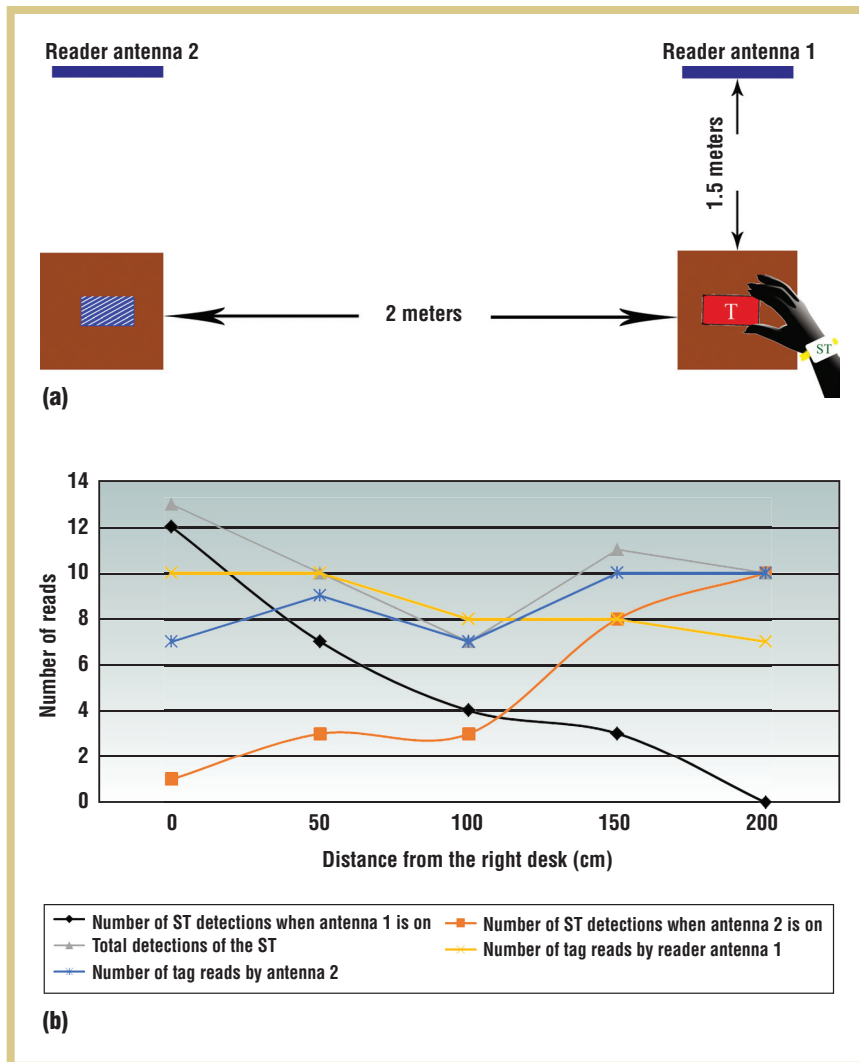 Reader antenna 2
Reader antenna 1
1.5 meters
2 meters
T
ST
(a)
14
12
10
8
6
4
2
0
Number of reads
0 50 100 150 200
Distance from the right desk (cm)
Number of ST detections when antenna 1 is on
Number of ST detections when antenna 2 is on
Total detections of the ST
Number of tag reads by reader antenna 1
Number of tag reads by antenna 2
(b)